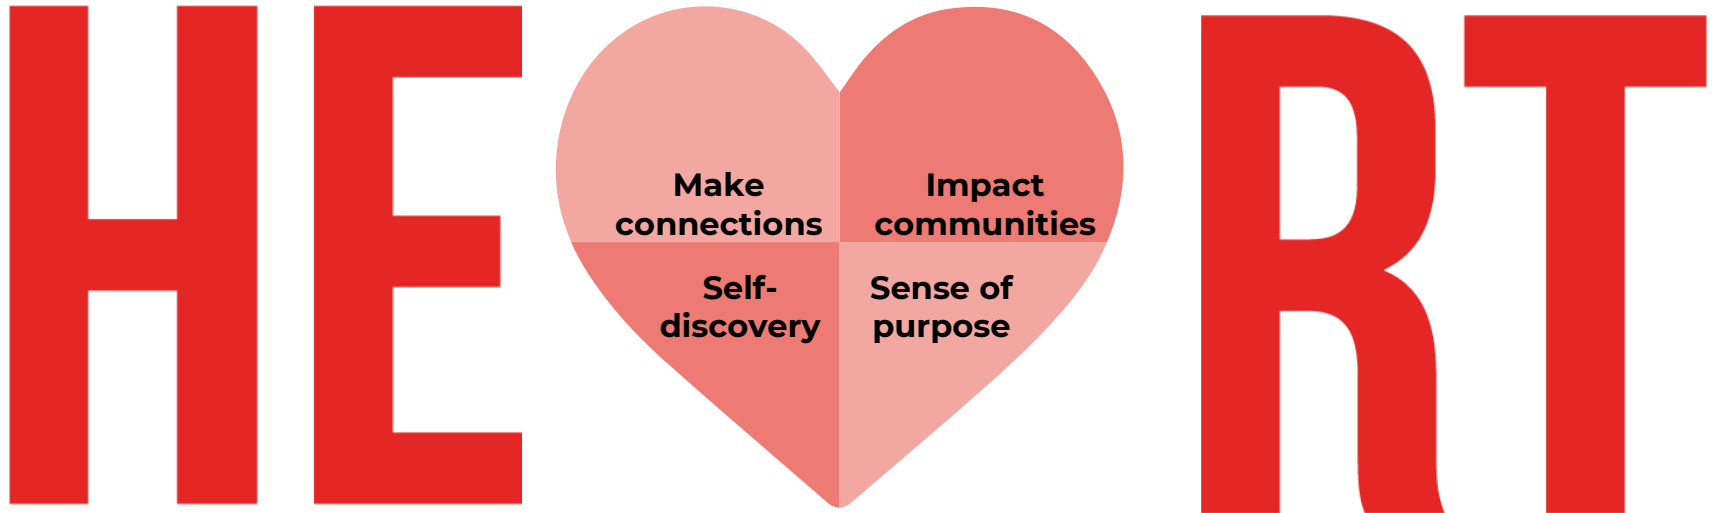 HE RT
Make
connections
Impact
communities
Self-
discovery
Sense of
purpose